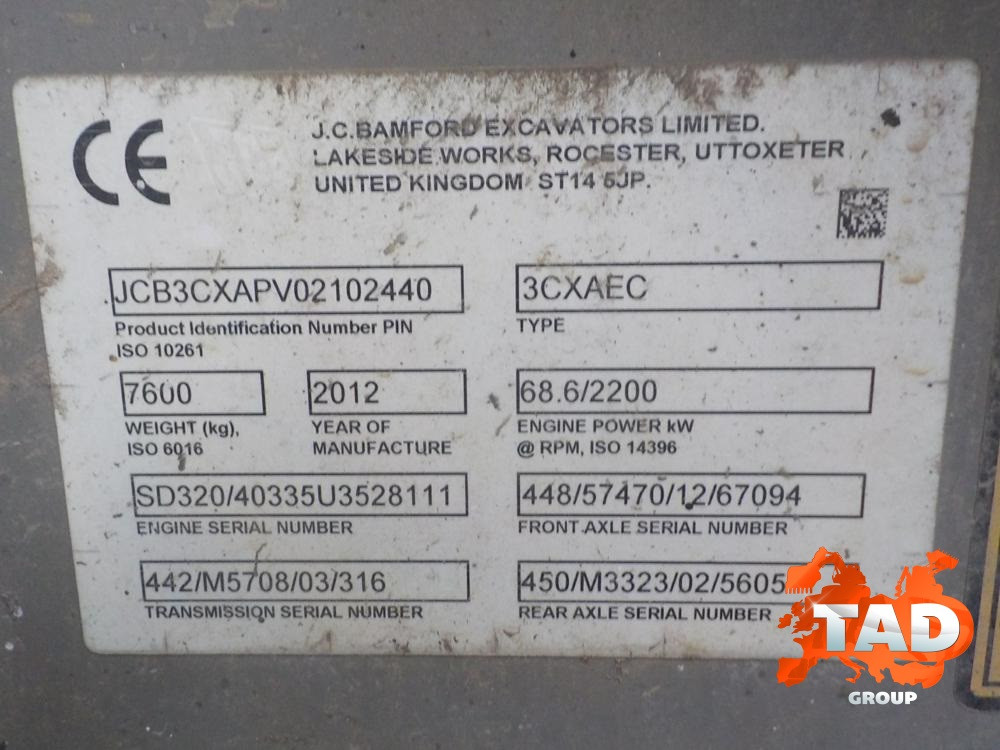 CE
J.C.BAMFORD EXCAVATORS LIMITED.
LAKESIDE WORKS, ROCESTER, UTTOXETER
UNITED KINGDOM ST14 5JP.
JCB3CXAPV02102440
Product Identification Number PIN
ISO 10261
3CXAEC
TYPE
7600
WEIGHT (kg),
ISO 6016
2012
YEAR OF
MANUFACTURE
68.6/2200
ENGINE POWER kW
@ RPM, ISO 14396
SD320/40335U3528111
ENGINE SERIAL NUMBER
448/57470/12/67094
FRONT AXLE SERIAL NUMBER
442/M5708/03/316
TRANSMISSION SERIAL NUMBER
450/M3323/02/5605
REAR AXLE SERIAL NUMBER
TAD
GROUP